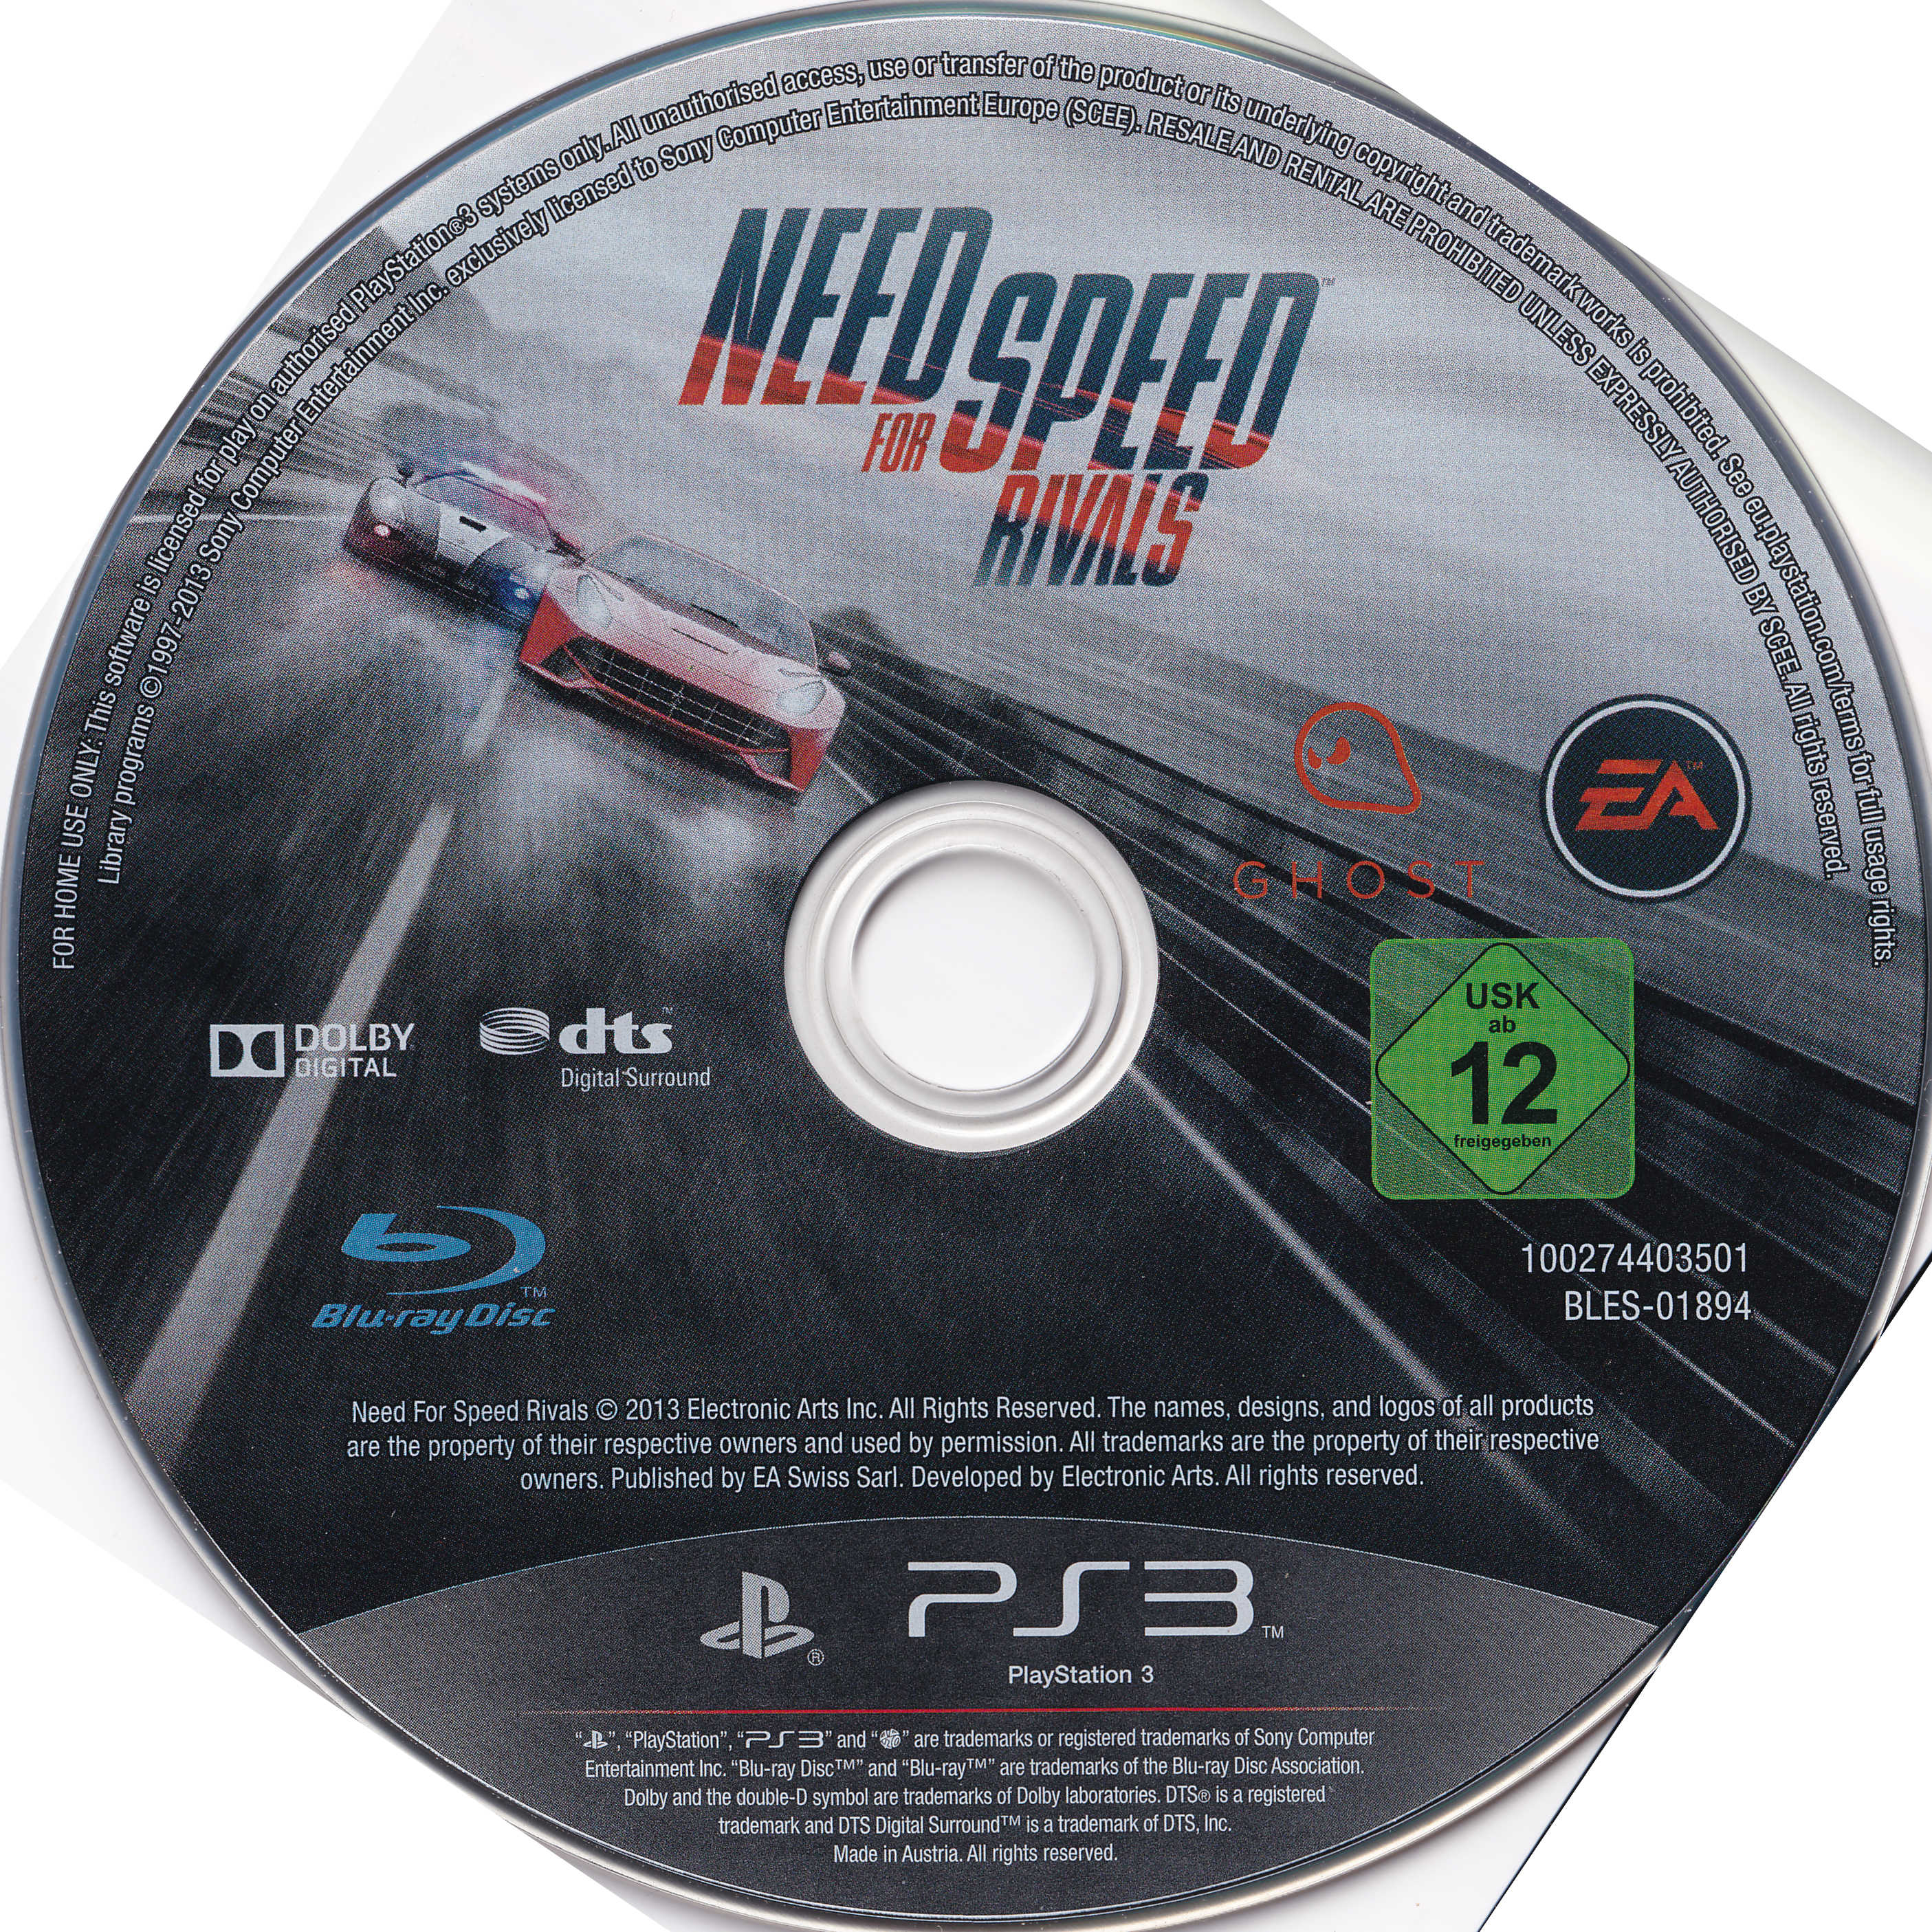 FOR HOME USE ONLY. This software is licensed for play on authorised PlayStation®3 systems only. All unauthorised access, use or transfer of the product or its underlying copyright and trademark works is prohibited. See eu.playstation.com/terms for full usage rights.
Library programs ©1997-2013 Sony Computer Entertainment Inc. exclusively licensed to Sony Computer Entertainment Europe (SCEE). RESALE AND RENTAL ARE PROHIBITED UNLESS EXPRESSLY AUTHORISED BY SCEE. All rights reserved.
NEED
FOR SPEED™
RIVALS
EA™
GHOST
USK
ab
12
freigegeben
DOLBY
DIGITAL
dts™
Digital Surround
™
Blu-ray Disc
100274403501
BLES-01894
Need For Speed Rivals © 2013 Electronic Arts Inc. All Rights Reserved. The names, designs, and logos of all products
are the property of their respective owners and used by permission. All trademarks are the property of their respective
owners. Published by EA Swiss Sarl. Developed by Electronic Arts. All rights reserved.
® PS3™
PlayStation 3
“ ”, “PlayStation”, “PS3” and “ ” are trademarks or registered trademarks of Sony Computer
Entertainment Inc. “Blu-ray Disc™” and “Blu-ray™” are trademarks of the Blu-ray Disc Association.
Dolby and the double-D symbol are trademarks of Dolby laboratories. DTS® is a registered
trademark and DTS Digital Surround™ is a trademark of DTS, Inc.
Made in Austria. All rights reserved.